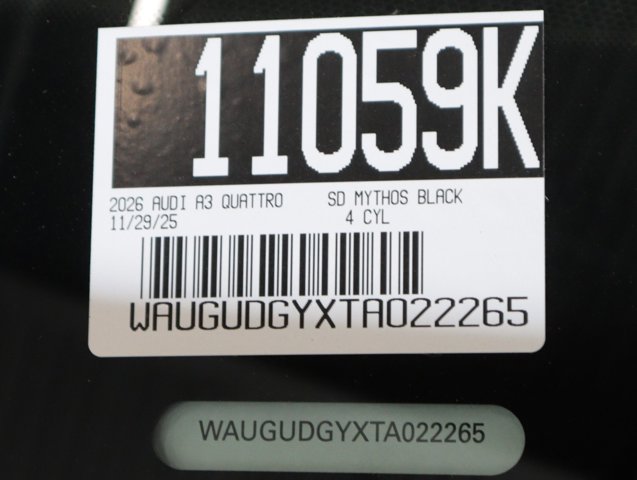 11059K
2026 AUDI A3 QUATTRO SD MYTHOS BLACK
11/29/25 4 CYL
WAUGUDGYXTA022265
WAUGUDGYXTA022265